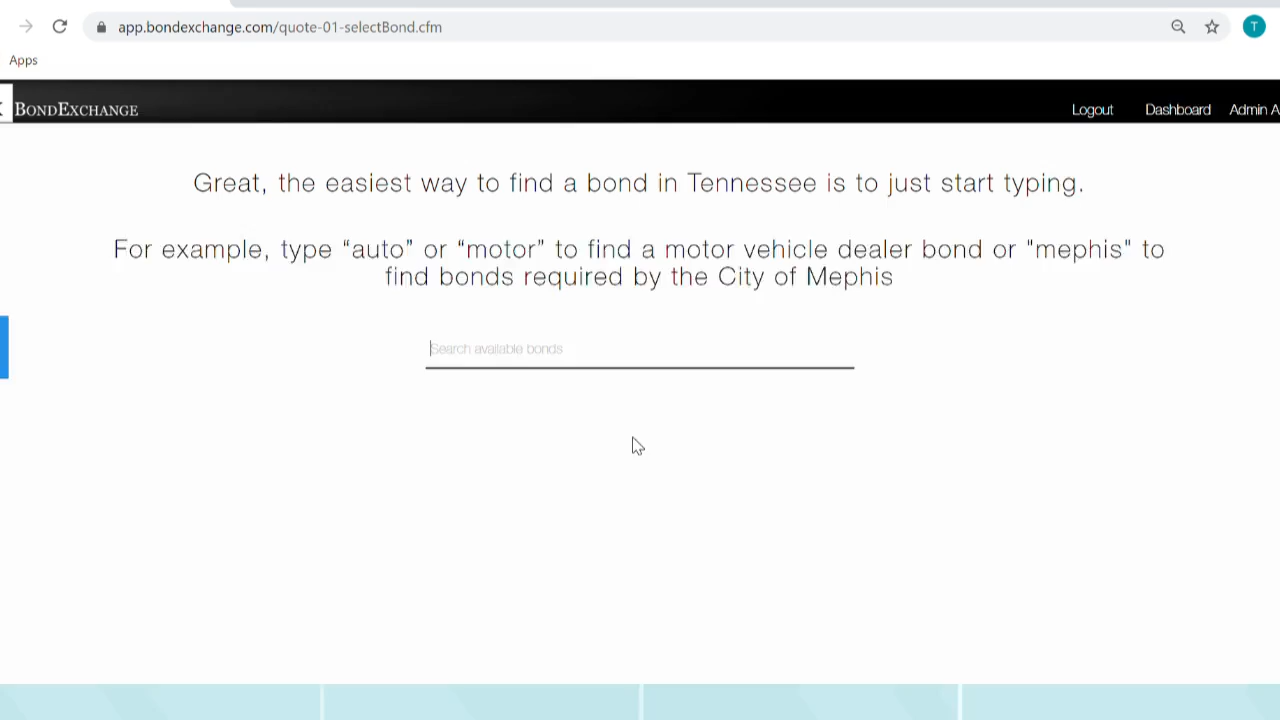 app.bondexchange.com/quote-01-selectBond.cfm
T
Apps
BONDEXCHANGE
Logout
Dashboard
Admin A
Great, the easiest way to find a bond in Tennessee is to just start typing.
For example, type “auto” or “motor” to find a motor vehicle dealer bond or "mephis" to
find bonds required by the City of Mephis
Search available bonds